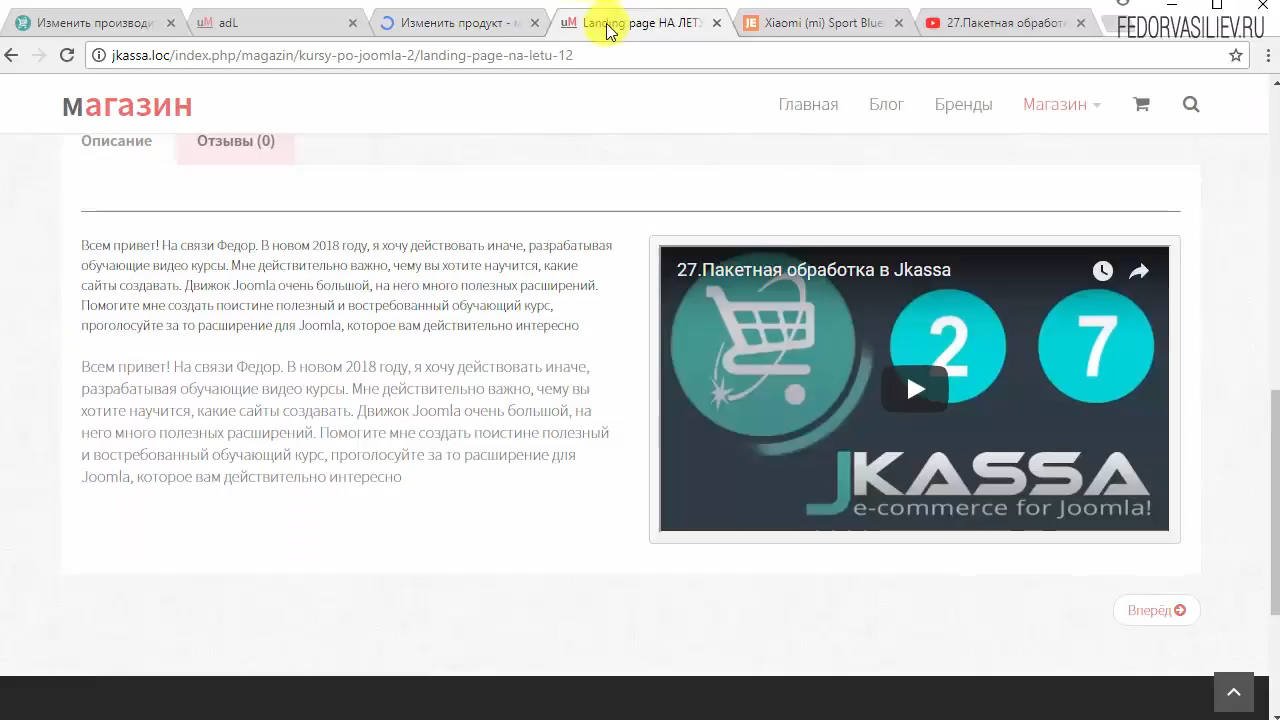 Изменить производи
adL
Изменить продукт - м
Landing page НА ЛЕТУ
Xiaomi (mi) Sport Blue
27.Пакетная обработк
FEDORVASILIEV.RU
jkassa.loc/index.php/magazin/kursy-po-joomla-2/landing-page-na-letu-12
магазин
Главная
Блог
Бренды
Магазин
Описание
Отзывы (0)
Всем привет! На связи Федор. В новом 2018 году, я хочу действовать иначе, разрабатывая
обучающие видео курсы. Мне действительно важно, чему вы хотите научится, какие
сайты создавать. Движок Joomla очень большой, на него много полезных расширений.
Помогите мне создать поистине полезный и востребованный обучающий курс,
проголосуйте за то расширение для Joomla, которое вам действительно интересно
Всем привет! На связи Федор. В новом 2018 году, я хочу действовать иначе,
разрабатывая обучающие видео курсы. Мне действительно важно, чему вы
хотите научится, какие сайты создавать. Движок Joomla очень большой, на
него много полезных расширений. Помогите мне создать поистине полезный
и востребованный обучающий курс, проголосуйте за то расширение для
Joomla, которое вам действительно интересно
27.Пакетная обработка в Jkassa
2 7
JKASSA
e-commerce for Joomla!
Вперёд